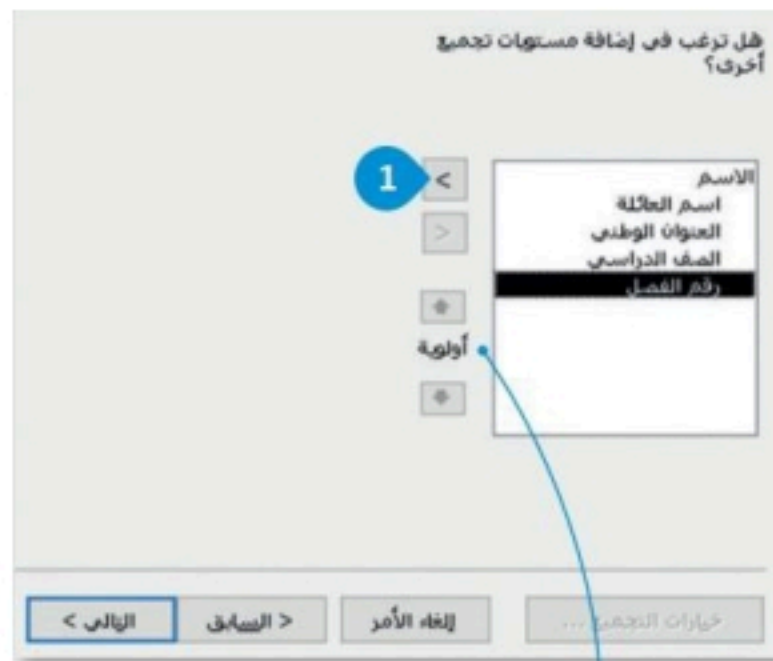 هل ترغب في إضافة مستويات تجميع
أخرى؟
1
<
>
الاسم
اسم العائلة
العنوان الوطني
الصف الدراسي
رقم الفصل
أولوية
خيارات التجميع ...
إلغاء الأمر
< السابق
التالي >